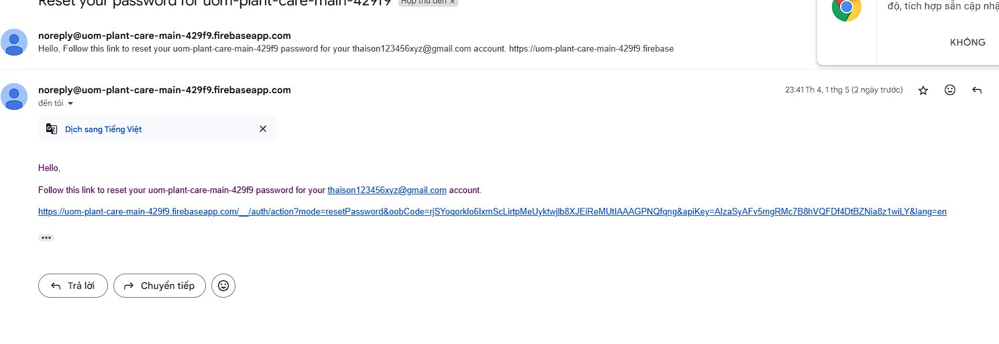 Reset your password for uom-plant-care-main-429f9 Hộp thư đến ×
độ, tích hợp sẵn cập nhậ
KHÔNG
noreply@uom-plant-care-main-429f9.firebaseapp.com
Hello, Follow this link to reset your uom-plant-care-main-429f9 password for your thaison123456xyz@gmail.com account. https://uom-plant-care-main-429f9.firebase
noreply@uom-plant-care-main-429f9.firebaseapp.com
23:41 Th 4, 1 thg 5 (2 ngày trước)
đến tôi
Dịch sang Tiếng Việt
Hello,
Follow this link to reset your uom-plant-care-main-429f9 password for your thaison123456xyz@gmail.com account.
https://uom-plant-care-main-429f9.firebaseapp.com/__/auth/action?mode=resetPassword&oobCode=rjSYoqorkIo6IxmScLirtpMeUyktwjlb8XJEiReMUtIAAAGPNQfqng&apiKey=AIzaSyAFv5mgRMc7B8hVQFDf4DtBZNia8z1wiLY&lang=en
Trả lời
Chuyển tiếp